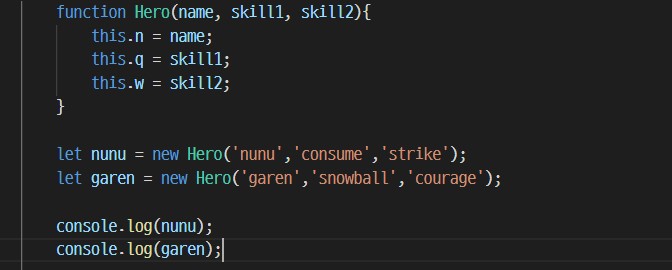 function Hero(name, skill1, skill2){
    this.n = name;
    this.q = skill1;
    this.w = skill2;
}
let nunu = new Hero('nunu','consume','strike');
let garen = new Hero('garen','snowball','courage');
console.log(nunu);
console.log(garen);